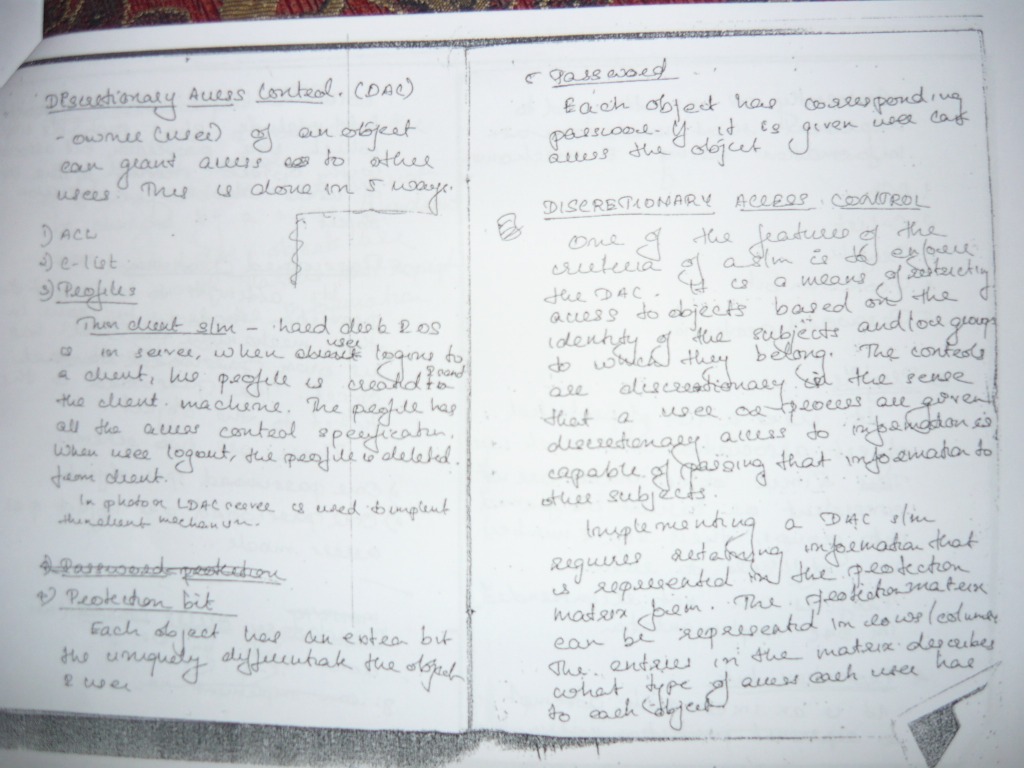 Discretionary Access Control. (DAC)
- owner (user) of an object
can grant access to other
users. This is done in 5 ways.
1) ACL
2) C-list
3) Profiles
Thin client s/m - hard disk & OS
is in server, when user logins to
a client, his profile is created
the client machine. The profile has
all the access control specification.
When user logout, the profile is deleted
from client.
In photon LDAC server is used to implent
thin client mechanism.
4) Password protection
4) Protection bit
Each object has an extra bit
the uniquely differentiate the object
& user
Password
Each object has corresponding
password. If it is given user can
access the object
DISCRETIONARY ACCESS CONTROL
One of the features of the
criteria of a s/m is to enforce
the DAC. It is a means of restricting
access to objects based on the
identity of the subjects and/or groups
to which they belong. The controls
are discretionary in the sense
that a user or process are given
discretionary access to information is
capable of passing that information to
other subjects.
Implementing a DAC s/m
requires retaining information that
is represented in the protection
matrix form. The protection matrix
can be represented in rows/columns
The entries in the matrix describes
what type of access each user has
to each object